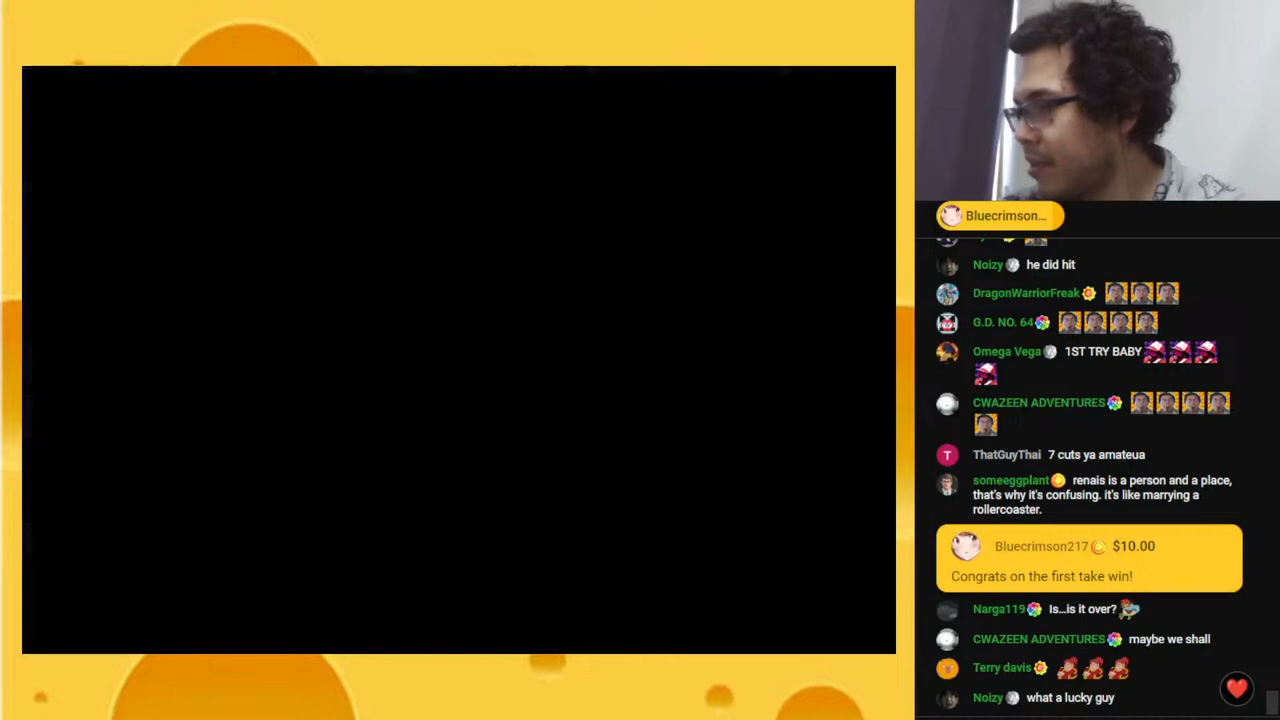 Bluecrimson...
Noizy he did hit
DragonWarriorFreak
G.D. NO. 64
Omega Vega 1ST TRY BABY
CWAZEEN ADVENTURES
T ThatGuyThai 7 cuts ya amateua
someeggplant renais is a person and a place,
that's why it's confusing. it's like marrying a
rollercoaster.
Bluecrimson217 $10.00
Congrats on the first take win!
Narga119 Is...is it over?
CWAZEEN ADVENTURES maybe we shall
Terry davis
Noizy what a lucky guy